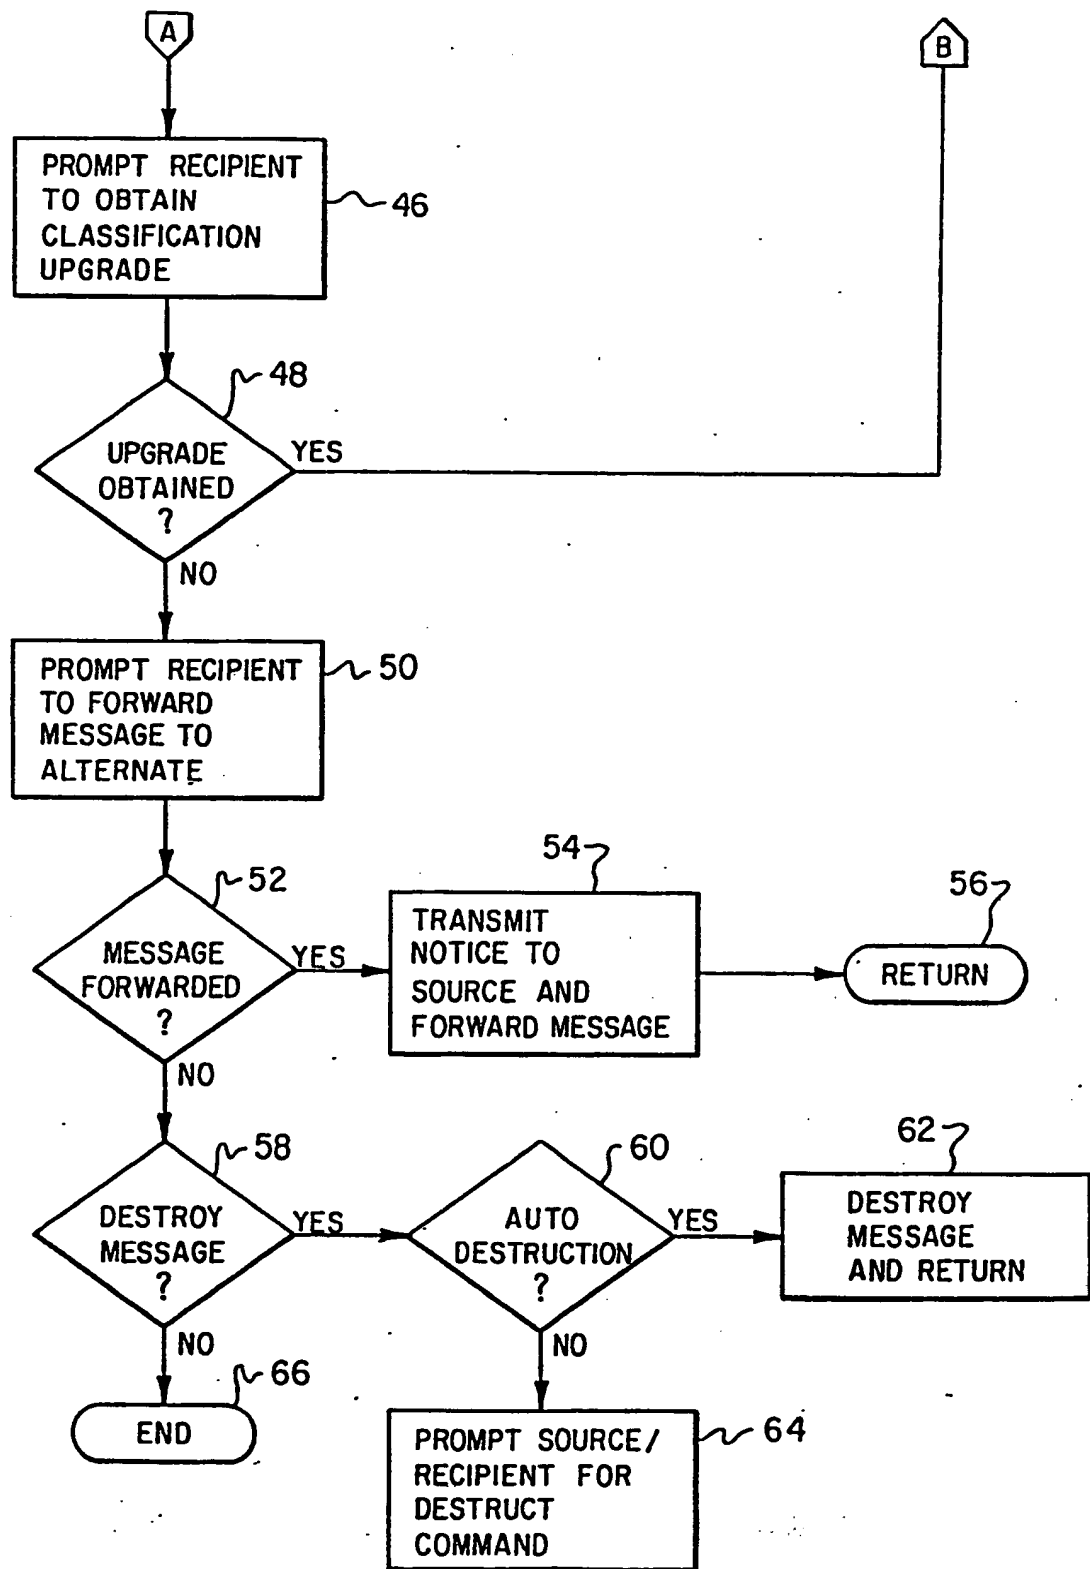 A
B
PROMPT RECIPIENT
TO OBTAIN
CLASSIFICATION
UPGRADE
46
48
UPGRADE
OBTAINED
?
YES
NO
PROMPT RECIPIENT
TO FORWARD
MESSAGE TO
ALTERNATE
50
52
MESSAGE
FORWARDED
?
YES
NO
54
TRANSMIT
NOTICE TO
SOURCE AND
FORWARD MESSAGE
56
RETURN
58
DESTROY
MESSAGE
?
YES
NO
60
AUTO
DESTRUCTION
?
YES
NO
62
DESTROY
MESSAGE
AND RETURN
66
END
64
PROMPT SOURCE/
RECIPIENT FOR
DESTRUCT
COMMAND